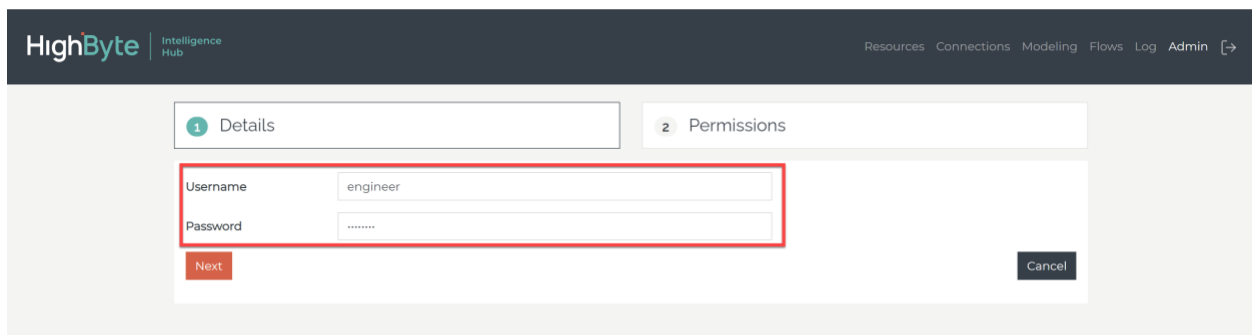 HighByte Intelligence
Hub
Resources Connections Modeling Flows Log Admin
1 Details
2 Permissions
Username engineer
Password ········
Next Cancel